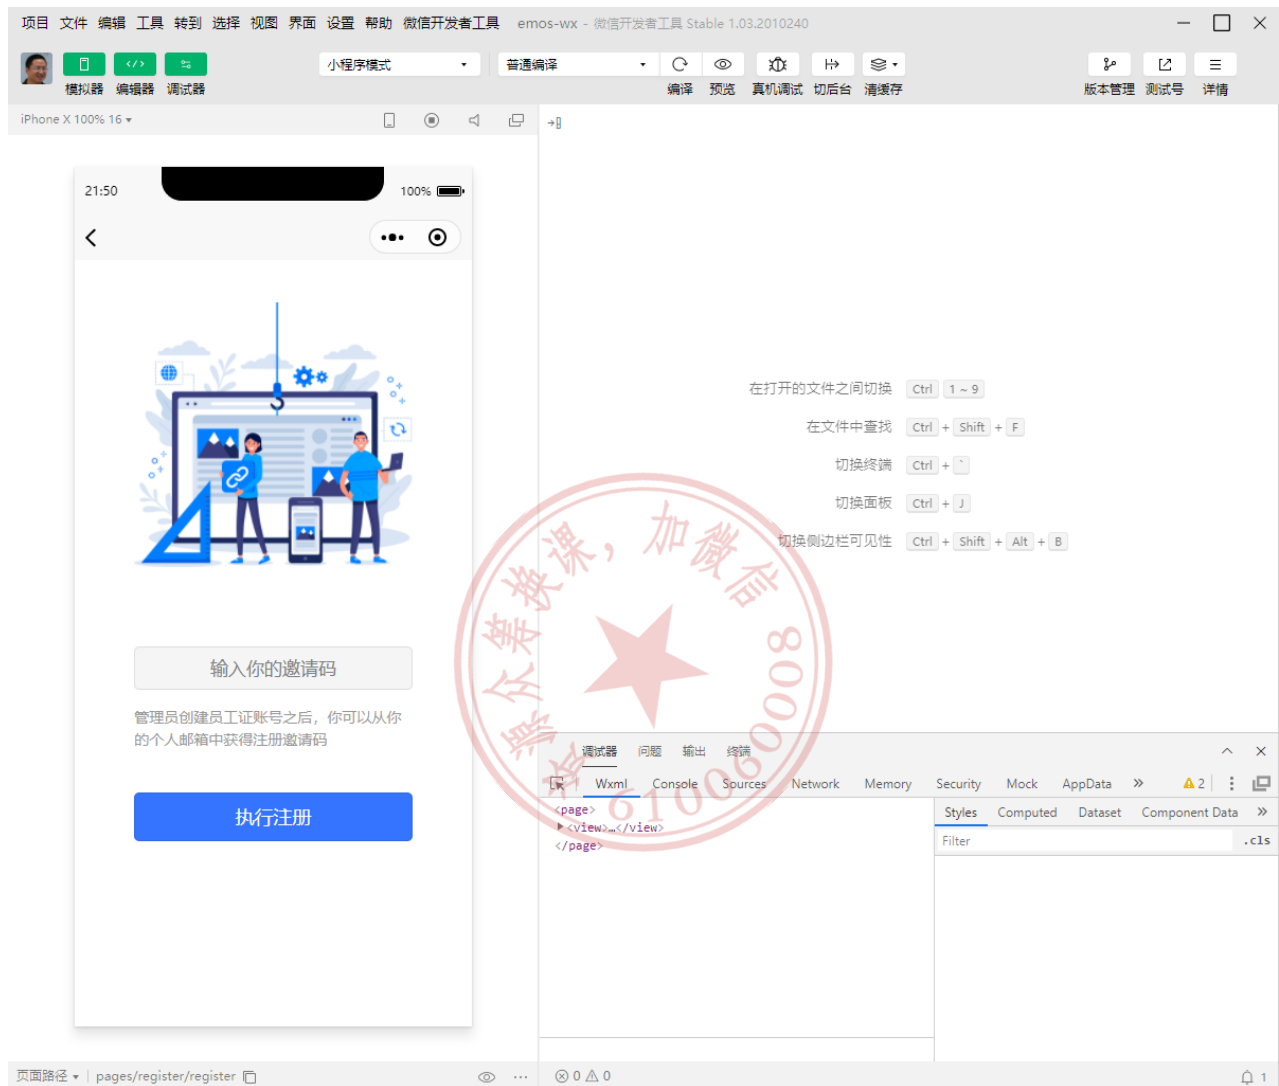 项目 文件 编辑 工具 转到 选择 视图 界面 设置 帮助 微信开发者工具 emos-wx - 微信开发者工具 Stable 1.03.2010240
模拟器 编辑器 调试器
小程序模式
普通编译
编译 预览 真机调试 切后台 清缓存
版本管理 测试号 详情
iPhone X 100% 16
21:50
100%
输入你的邀请码
管理员创建员工证账号之后，你可以从你
的个人邮箱中获得注册邀请码
执行注册
在打开的文件之间切换 Ctrl 1 ~ 9
在文件中查找 Ctrl + Shift + F
切换终端 Ctrl + `
切换面板 Ctrl + J
切换侧边栏可见性 Ctrl + Shift + Alt + B
资源众筹换课，加微信
610060008
调试器 问题 输出 终端
Wxml Console Sources Network Memory Security Mock AppData 2
<page>
<view>…</view>
</page>
Styles Computed Dataset Component Data
Filter .cls
页面路径 pages/register/register
0 0
1